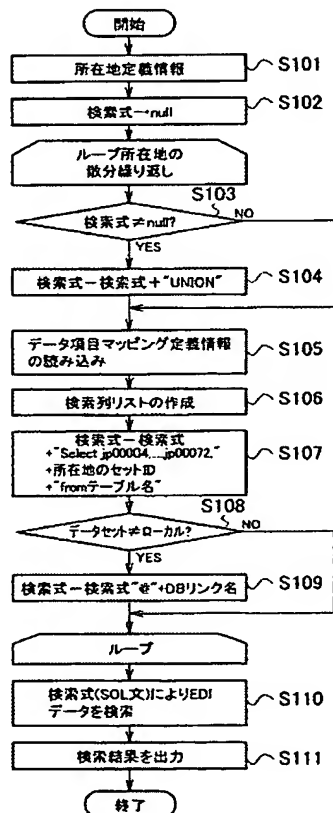 開始
所在地定義情報
S101
検索式→null
S102
ループ所在地の
数分繰り返し
S103
検索式≠null?
NO
YES
検索式−検索式+"UNION"
S104
データ項目マッピング定義情報
の読み込み
S105
検索列リストの作成
S106
検索式−検索式
+"Select jp00004,...,jp00072,"
+所在地のセットID
+"fromテーブル名"
S107
S108
データセット≠ローカル?
NO
YES
検索式−検索式"@"+DBリンク名
S109
ループ
検索式(SOL文)によりEDI
データを検索
S110
検索結果を出力
S111
終了